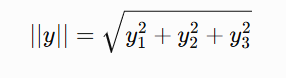 ||y|| = √(y₁² + y₂² + y₃²)